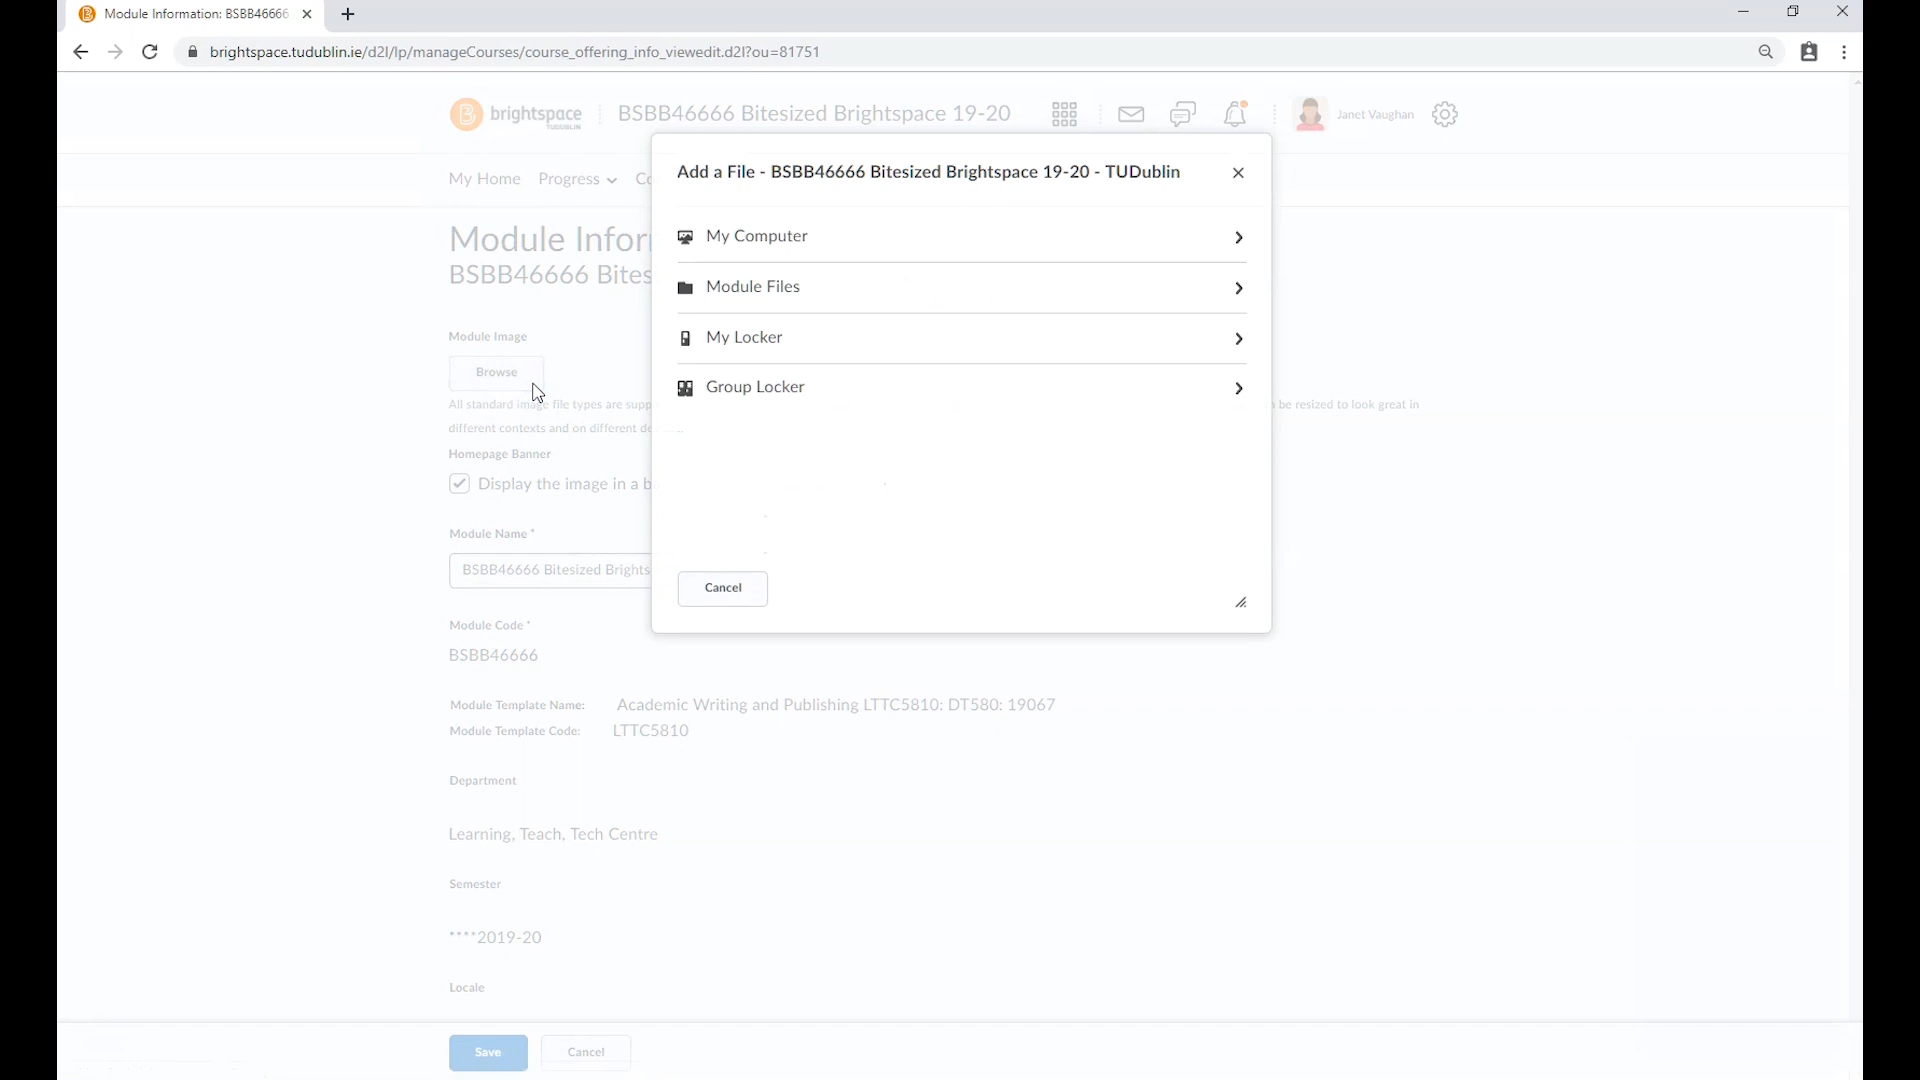 Module Information: BSBB46666
brightspace.tudublin.ie/d2l/lp/manageCourses/course_offering_info_viewedit.d2l?ou=81751
brightspace
TUDUBLIN
BSBB46666 Bitesized Brightspace 19-20
Janet Vaughan
My Home Progress Co
Add a File - BSBB46666 Bitesized Brightspace 19-20 - TUDublin
My Computer
Module Files
My Locker
Group Locker
Cancel
Module Infor
BSBB46666 Bites
Module Image
Browse
All standard image file types are supp
be resized to look great in
different contexts and on different de
Homepage Banner
Display the image in a b
Module Name *
BSBB46666 Bitesized Brights
Module Code *
BSBB46666
Module Template Name: Academic Writing and Publishing LTTC5810: DT580: 19067
Module Template Code: LTTC5810
Department
Learning, Teach, Tech Centre
Semester
****2019-20
Locale
Save Cancel